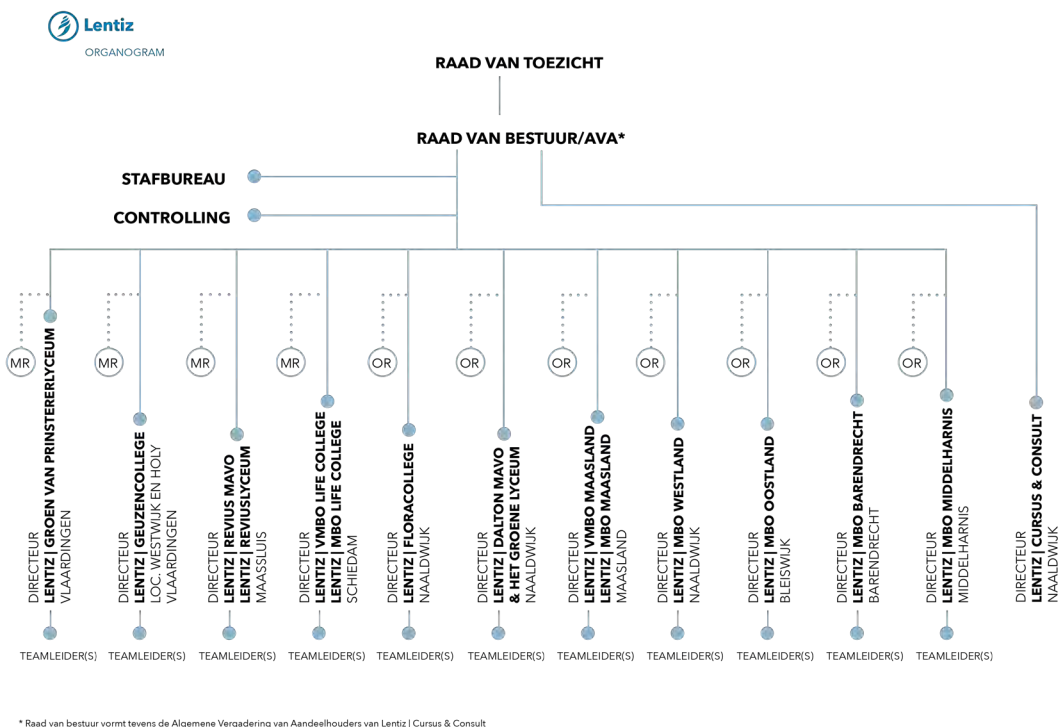 Lentiz
ORGANOGRAM
RAAD VAN TOEZICHT
RAAD VAN BESTUUR/AVA*
STAFBUREAU
CONTROLLING
MR
MR
MR
MR
OR
OR
OR
OR
OR
OR
OR
DIRECTEUR
LENTIZ | GROEN VAN PRINSTERERLYCEUM
VLAARDINGEN
DIRECTEUR
LENTIZ | GEUZENCOLLEGE
LOC. WESTWIJK EN HOLY
VLAARDINGEN
DIRECTEUR
LENTIZ | REVIUS MAVO
LENTIZ | REVIUSLYCEUM
MAASSLUIS
DIRECTEUR
LENTIZ | VMBO LIFE COLLEGE
LENTIZ | MBO LIFE COLLEGE
SCHIEDAM
DIRECTEUR
LENTIZ | FLORACOLLEGE
NAALDWIJK
DIRECTEUR
LENTIZ | DALTON MAVO
& HET GROENE LYCEUM
NAALDWIJK
DIRECTEUR
LENTIZ | VMBO MAASLAND
LENTIZ | MBO MAASLAND
MAASLAND
DIRECTEUR
LENTIZ | MBO WESTLAND
NAALDWIJK
DIRECTEUR
LENTIZ | MBO OOSTLAND
BLEISWIJK
DIRECTEUR
LENTIZ | MBO BARENDRECHT
BARENDRECHT
DIRECTEUR
LENTIZ | MBO MIDDELHARNIS
MIDDELHARNIS
DIRECTEUR
LENTIZ | CURSUS & CONSULT
NAALDWIJK
TEAMLEIDER(S)
TEAMLEIDER(S)
TEAMLEIDER(S)
TEAMLEIDER(S)
TEAMLEIDER(S)
TEAMLEIDER(S)
TEAMLEIDER(S)
TEAMLEIDER(S)
TEAMLEIDER(S)
TEAMLEIDER(S)
TEAMLEIDER(S)
* Raad van bestuur vormt tevens de Algemene Vergadering van Aandeelhouders van Lentiz | Cursus & Consult